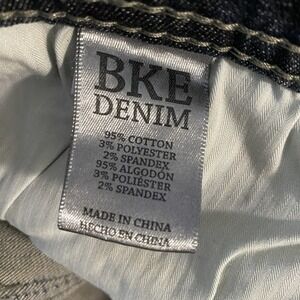 BKE
DENIM
95% COTTON
3% POLYESTER
2% SPANDEX
95% ALGODÓN
3% POLIÉSTER
2% SPANDEX
MADE IN CHINA
HECHO EN CHINA